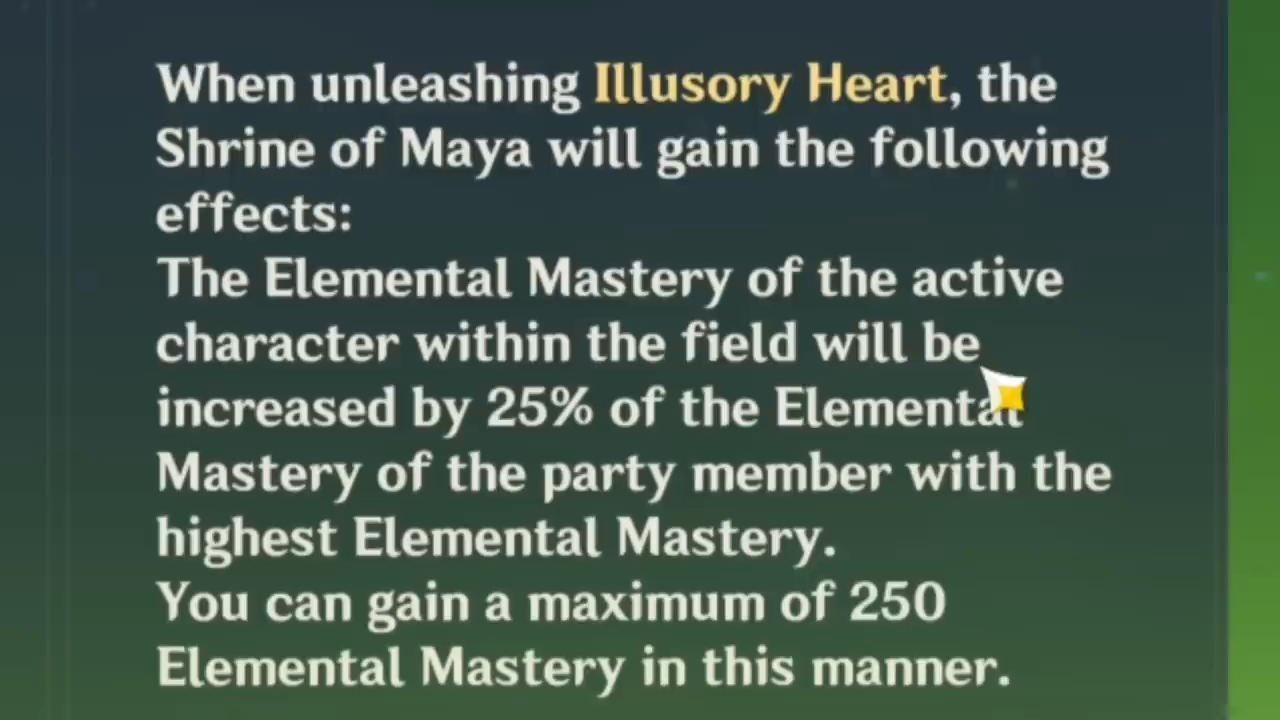 When unleashing Illusory Heart, the
Shrine of Maya will gain the following
effects:
The Elemental Mastery of the active
character within the field will be
increased by 25% of the Elemental
Mastery of the party member with the
highest Elemental Mastery.
You can gain a maximum of 250
Elemental Mastery in this manner.